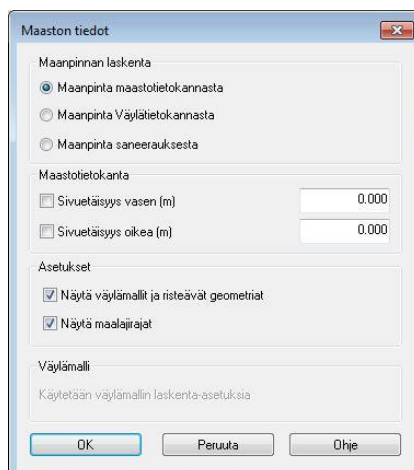 Maaston tiedot
Maanpinnan laskenta
Maanpinta maastotietokannasta
Maanpinta Väylätietokannasta
Maanpinta saneerauksesta
Maastotietokanta
Sivuetäisyys vasen (m) 0.000
Sivuetäisyys oikea (m) 0.000
Asetukset
Näytä väylämallit ja risteävät geometriat
Näytä maalajirajat
Väylämalli
Käytetään väylämallin laskenta-asetuksia
OK Peruuta Ohje